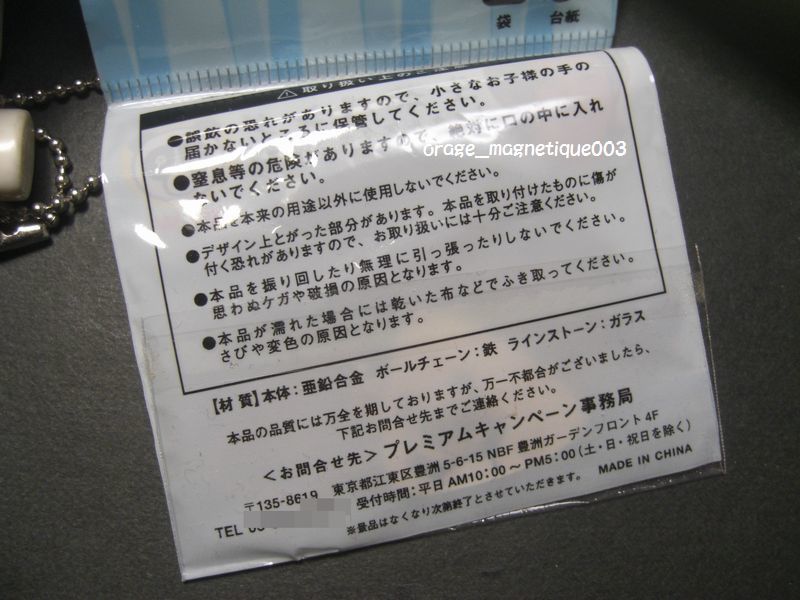 袋 台紙
⚠取り扱い上のご注意
●誤飲の恐れがありますので、小さなお子様の手の
届かないところに保管してください。
●窒息等の危険がありますので、絶対に口の中に入れ
ないでください。
orage_magnetique003
●本品を本来の用途以外に使用しないでください。
●デザイン上とがった部分があります。本品を取り付けたものに傷が
付く恐れがありますので、お取り扱いには十分ご注意ください。
●本品を振り回したり無理に引っ張ったりしないでください。
思わぬケガや破損の原因となります。
●本品が濡れた場合には乾いた布などでふき取ってください。
さびや変色の原因となります。
【材質】本体:亜鉛合金 ボールチェーン:鉄 ラインストーン:ガラス
本品の品質には万全を期しておりますが、万一不都合がございましたら、
下記お問合せ先までご連絡ください。
<お問合せ先>プレミアムキャンペーン事務局
〒135-8619 東京都江東区豊洲5-6-15 NBF豊洲ガーデンフロント4F
TEL 受付時間:平日AM10:00~PM5:00(土・日・祝日を除く)
※景品はなくなり次第終了とさせていただきます。 MADE IN CHINA